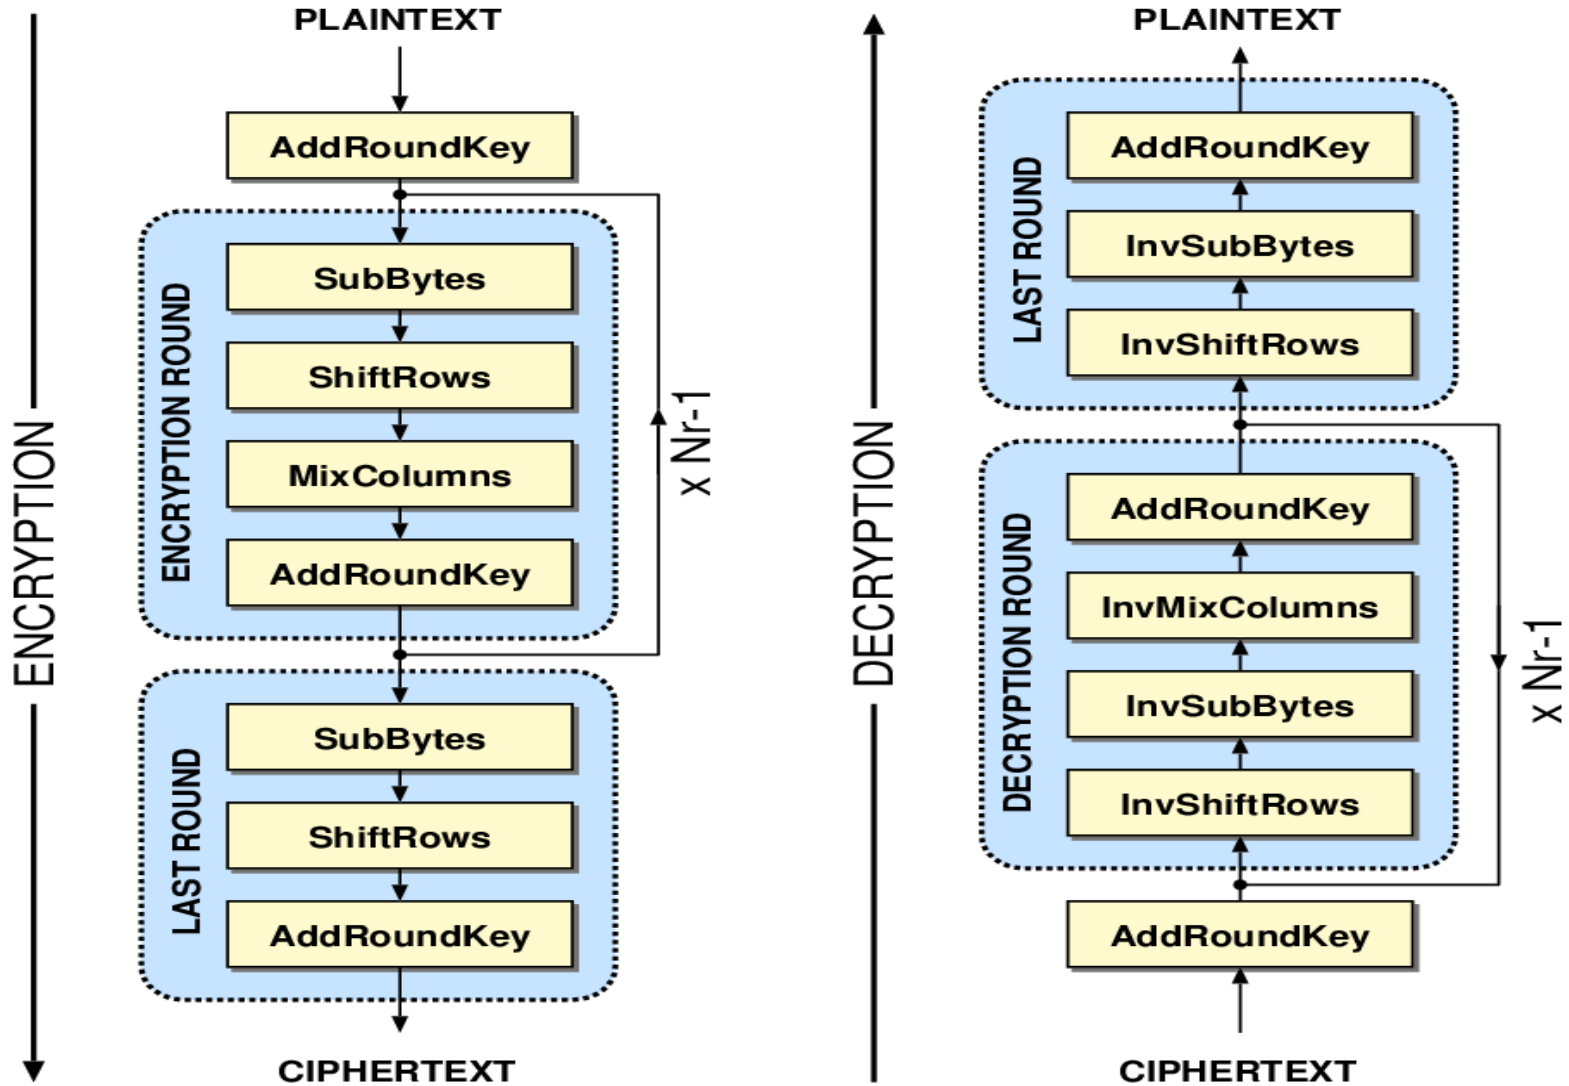 PLAINTEXT
AddRoundKey
SubBytes
ShiftRows
MixColumns
AddRoundKey
ENCRYPTION ROUND
x Nr-1
SubBytes
ShiftRows
AddRoundKey
LAST ROUND
CIPHERTEXT
ENCRYPTION
PLAINTEXT
AddRoundKey
InvSubBytes
InvShiftRows
LAST ROUND
AddRoundKey
InvMixColumns
InvSubBytes
InvShiftRows
DECRYPTION ROUND
x Nr-1
AddRoundKey
CIPHERTEXT
DECRYPTION